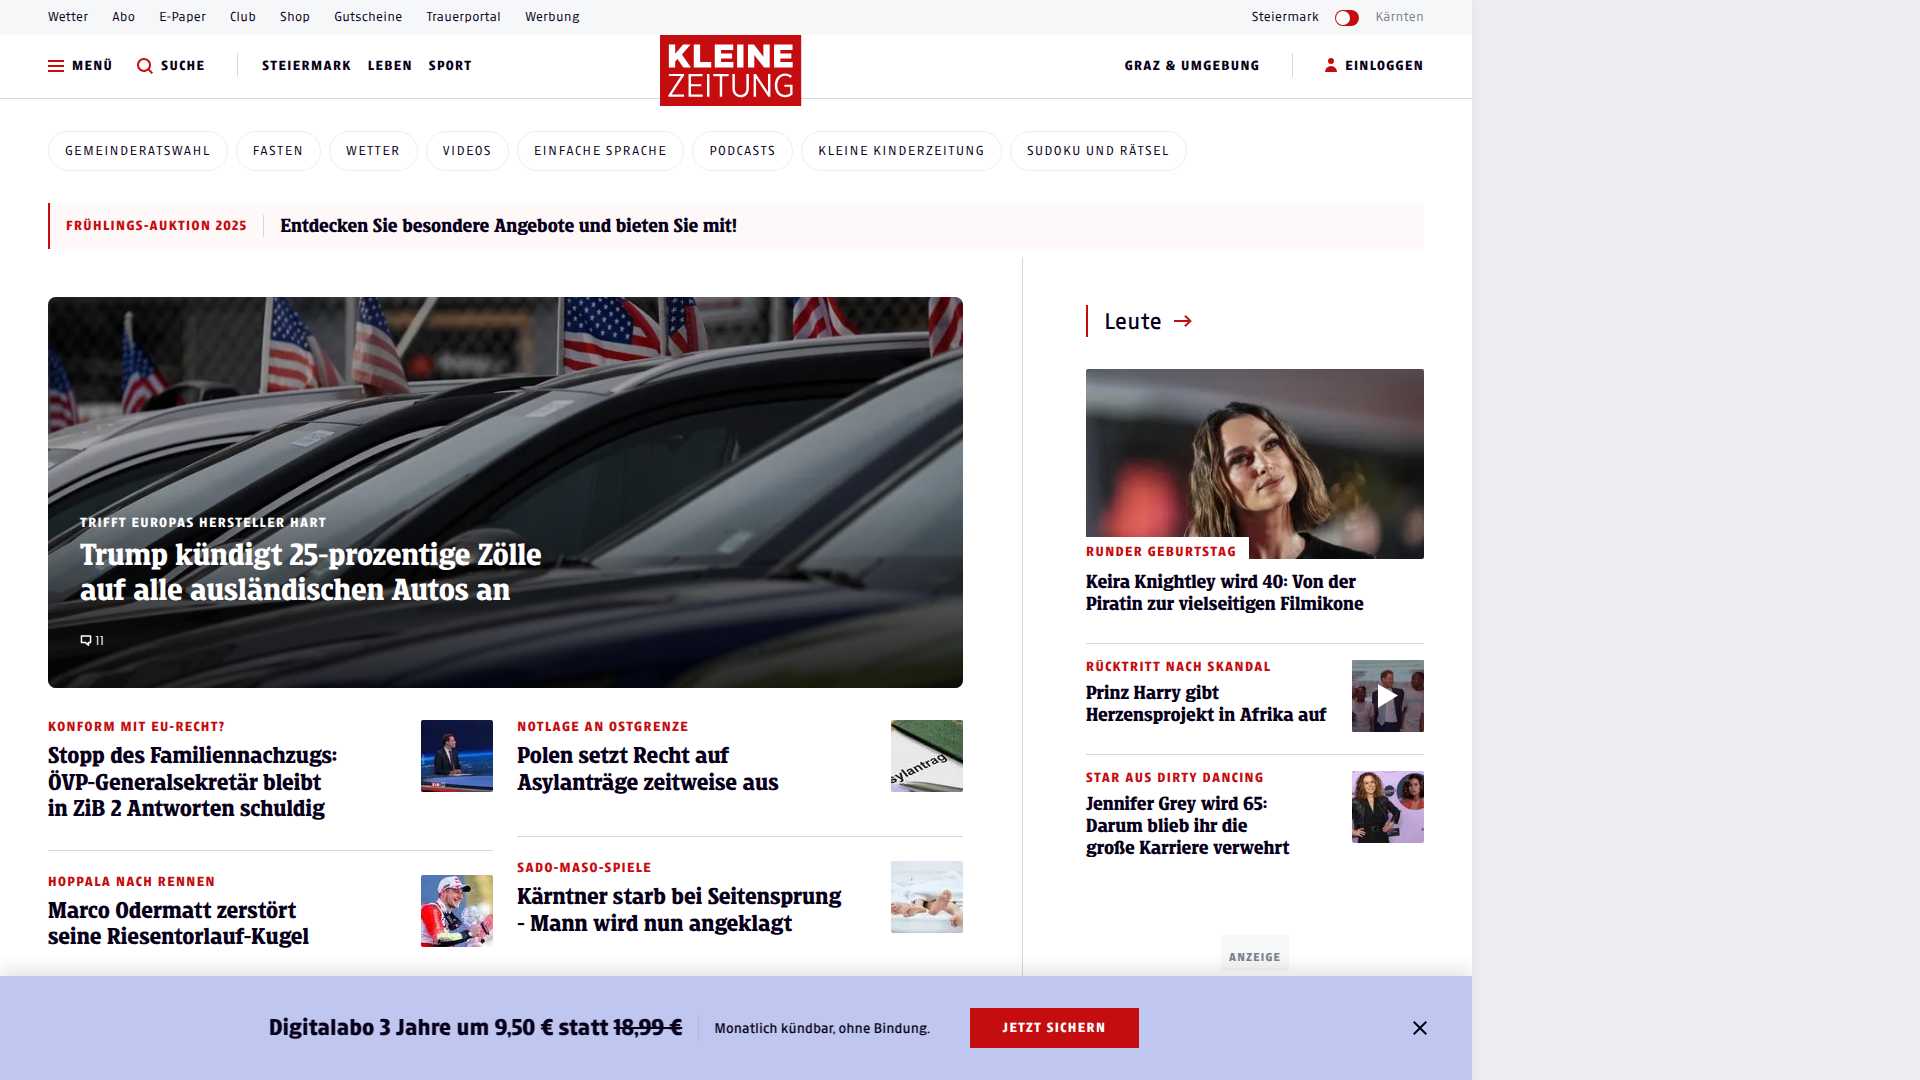 Wetter Abo E-Paper Club Shop Gutscheine Trauerportal Werbung Steiermark Kärnten
MENÜ SUCHE STEIERMARK LEBEN SPORT KLEINE ZEITUNG GRAZ & UMGEBUNG EINLOGGEN
GEMEINDERATSWAHL FASTEN WETTER VIDEOS EINFACHE SPRACHE PODCASTS KLEINE KINDERZEITUNG SUDOKU UND RÄTSEL
FRÜHLINGS-AUKTION 2025 Entdecken Sie besondere Angebote und bieten Sie mit!
TRIFFT EUROPAS HERSTELLER HART
Trump kündigt 25-prozentige Zölle
auf alle ausländischen Autos an
11
KONFORM MIT EU-RECHT?
Stopp des Familiennachzugs:
ÖVP-Generalsekretär bleibt
in ZiB 2 Antworten schuldig
HOPPALA NACH RENNEN
Marco Odermatt zerstört
seine Riesentorlauf-Kugel
NOTLAGE AN OSTGRENZE
Polen setzt Recht auf
Asylanträge zeitweise aus
sylantrag
SADO-MASO-SPIELE
Kärntner starb bei Seitensprung
- Mann wird nun angeklagt
Leute
RUNDER GEBURTSTAG
Keira Knightley wird 40: Von der
Piratin zur vielseitigen Filmikone
RÜCKTRITT NACH SKANDAL
Prinz Harry gibt
Herzensprojekt in Afrika auf
STAR AUS DIRTY DANCING
Jennifer Grey wird 65:
Darum blieb ihr die
große Karriere verwehrt
ANZEIGE
Digitalabo 3 Jahre um 9,50 € statt 18,99 € Monatlich kündbar, ohne Bindung. JETZT SICHERN